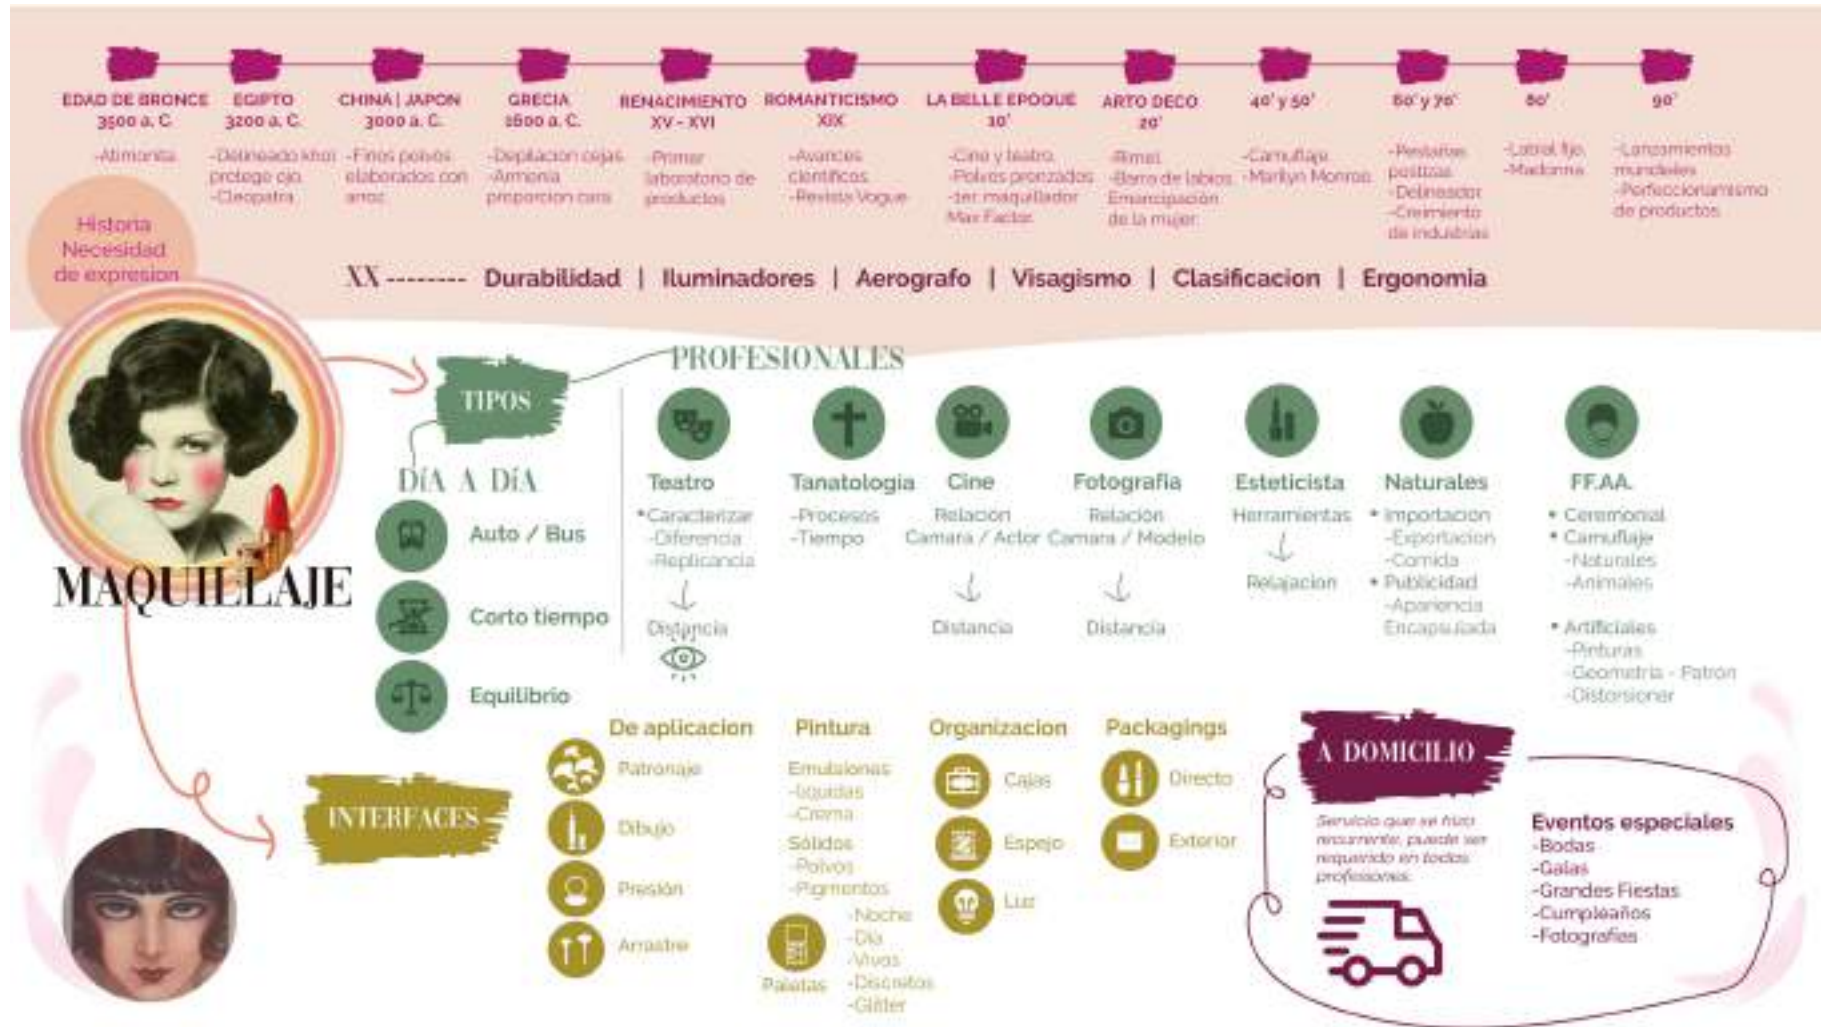 EDAD DE BRONCE
3500 a. C.
-Atimonita
EGIPTO
3200 a. C.
-Delineado khol
protege ojo
-Cleopatra
CHINA | JAPON
3000 a. C.
-Finos polvos
elaborados con
arroz
GRECIA
1600 a. C.
-Depilacion cejas
-Armonia
proporcion cara
RENACIMIENTO
XV - XVI
-Primer
laboratorio de
productos
ROMANTICISMO
XIX
-Avances
cientificos
-Revista Vogue
LA BELLE EPOQUE
10'
-Cine y teatro
-Polvos pronzados
-1er maquillador
Max Factor
ARTO DECO
20'
-Rimel
-Barra de labios
Emancipación
de la mujer
40' y 50'
-Camuflaje
-Marilyn Monroe
60' y 70'
-Pestañas
postizas
-Delineador
-Creimiento
de industrias
80'
-Labial fijo
-Madonna
90'
-Lanzamientos
mundiales
-Perfeccionamismo
de productos
Historia
Necesidad
de expresion
XX -------- Durabilidad | Iluminadores | Aerografo | Visagismo | Clasificacion | Ergonomia
MAQUILLAJE
TIPOS
PROFESIONALES
DíA A DíA
Auto / Bus
Corto tiempo
Equilibrio
Teatro
•Caracterizar
-Diferencia
-Replicancia
Distancia
Tanatologia
-Procesos
-Tiempo
Cine
Relación
Camara / Actor
Distancia
Fotografia
Relación
Camara / Modelo
Distancia
Esteticista
Herramientas
Relajacion
Naturales
• Importacion
-Exportacion
-Comida
• Publicidad
-Apariencia
Encapsulada
FF.AA.
• Ceremonial
• Camuflaje
-Naturales
-Animales
• Artificiales
-Pinturas
-Geometria - Patrón
-Distorsionar
INTERFACES
De aplicacion
Patronaje
Dibujo
Presión
Arrastre
Pintura
Emulsiones
-liquidas
-Crema
Sólidos
-Polvos
-Pigmentos
Paletas
-Noche
-Día
-Vivos
-Discretos
-Glitter
Organizacion
Cajas
Espejo
Luz
Packagings
Directo
Exterior
A DOMICILIO
Servicio que se hizo
recurrente, puede ser
requerido en todas
profesiones.
Eventos especiales
-Bodas
-Galas
-Grandes Fiestas
-Cumpleaños
-Fotografias